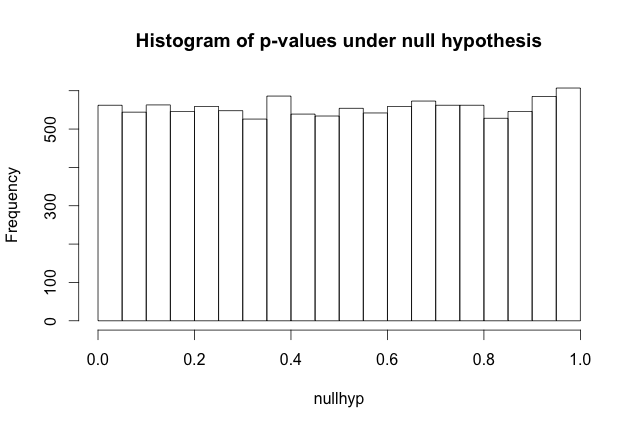 Histogram of p-values under null hypothesis
Frequency
500
300
100
0
0.0 0.2 0.4 0.6 0.8 1.0
nullhyp